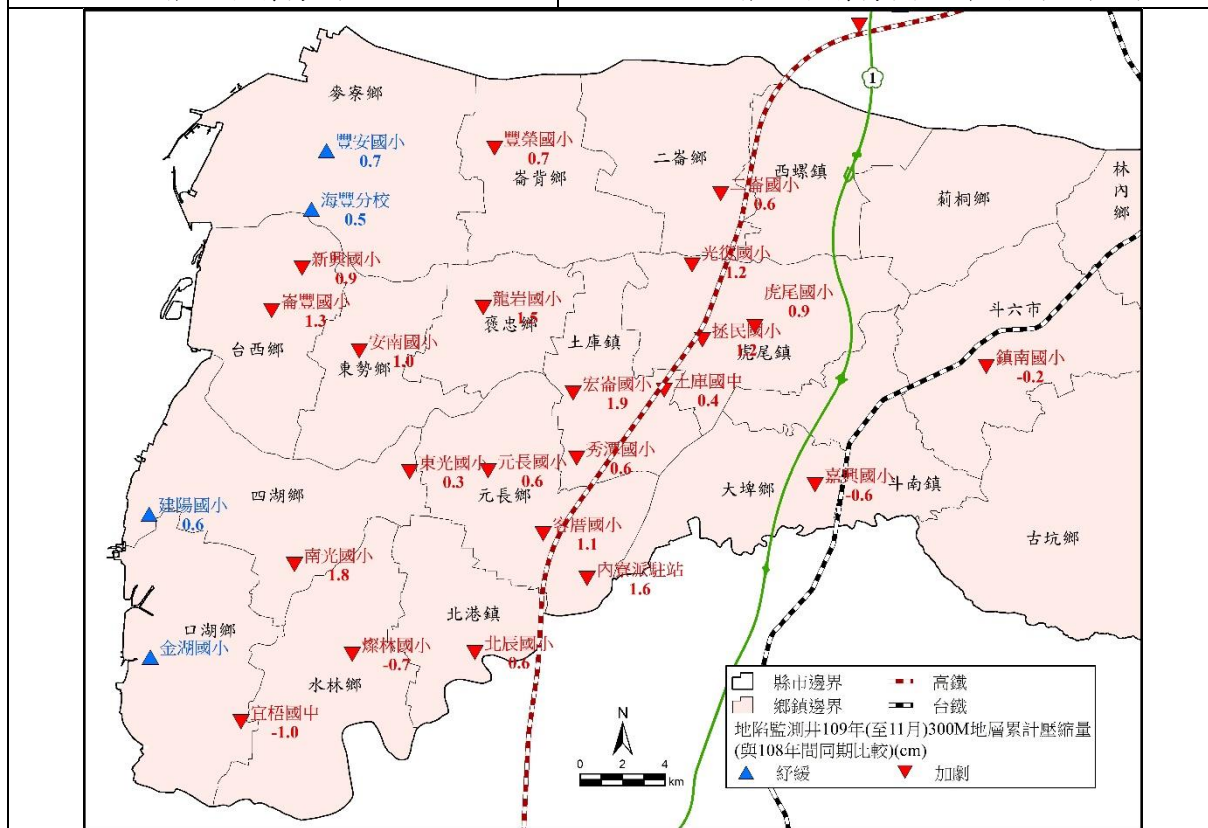 1
麥寮鄉
豐安國小
0.7
豐榮國小
0.7
崙背鄉
二崙鄉
二崙國小
0.6
西螺鎮
莿桐鄉
林內鄉
海豐分校
0.5
新興國小
0.9
崙豐國小
1.3
台西鄉
安南國小
1.0
東勢鄉
龍岩國小
1.5
褒忠鄉
土庫鎮
光復國小
1.2
虎尾國小
0.9
拯民國小
1.2
虎尾鎮
斗六市
鎮南國小
-0.2
宏崙國小
1.9
土庫國中
0.4
秀潭國小
0.6
東光國小
0.3
元長國小
0.6
元長鄉
四湖鄉
建陽國小
0.6
大埤鄉
嘉興國小
-0.6
斗南鎮
古坑鄉
客厝國小
1.1
內寮派駐站
1.6
南光國小
1.8
北港鎮
口湖鄉
金湖國小
燦林國小
-0.7
北辰國小
0.6
水林鄉
宜梧國中
-1.0
N
0 2 4
km
縣市邊界 高鐵
鄉鎮邊界 台鐵
地陷監測井109年(至11月)300M地層累計壓縮量
(與108年間同期比較)(cm)
紓緩 加劇